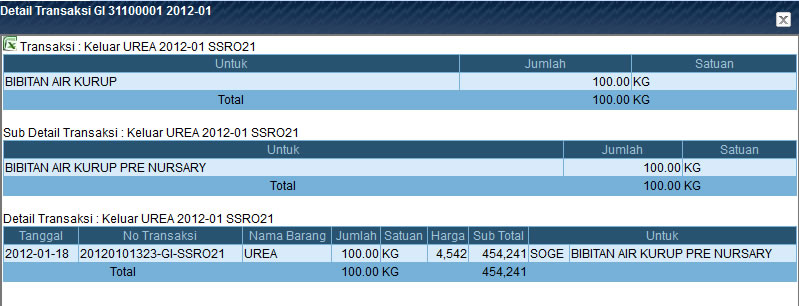 Detail Transaksi GI 31100001 2012-01
Transaksi : Keluar UREA 2012-01 SSRO21
Untuk Jumlah Satuan
BIBITAN AIR KURUP 100.00 KG
Total 100.00 KG
Sub Detail Transaksi : Keluar UREA 2012-01 SSRO21
Untuk Jumlah Satuan
BIBITAN AIR KURUP PRE NURSARY 100.00 KG
Total 100.00 KG
Detail Transaksi : Keluar UREA 2012-01 SSRO21
Tanggal No Transaksi Nama Barang Jumlah Satuan Harga Sub Total Untuk
2012-01-18 20120101323-GI-SSRO21 UREA 100.00 KG 4,542 454,241 SOGE BIBITAN AIR KURUP PRE NURSARY
Total 100.00 KG 454,241